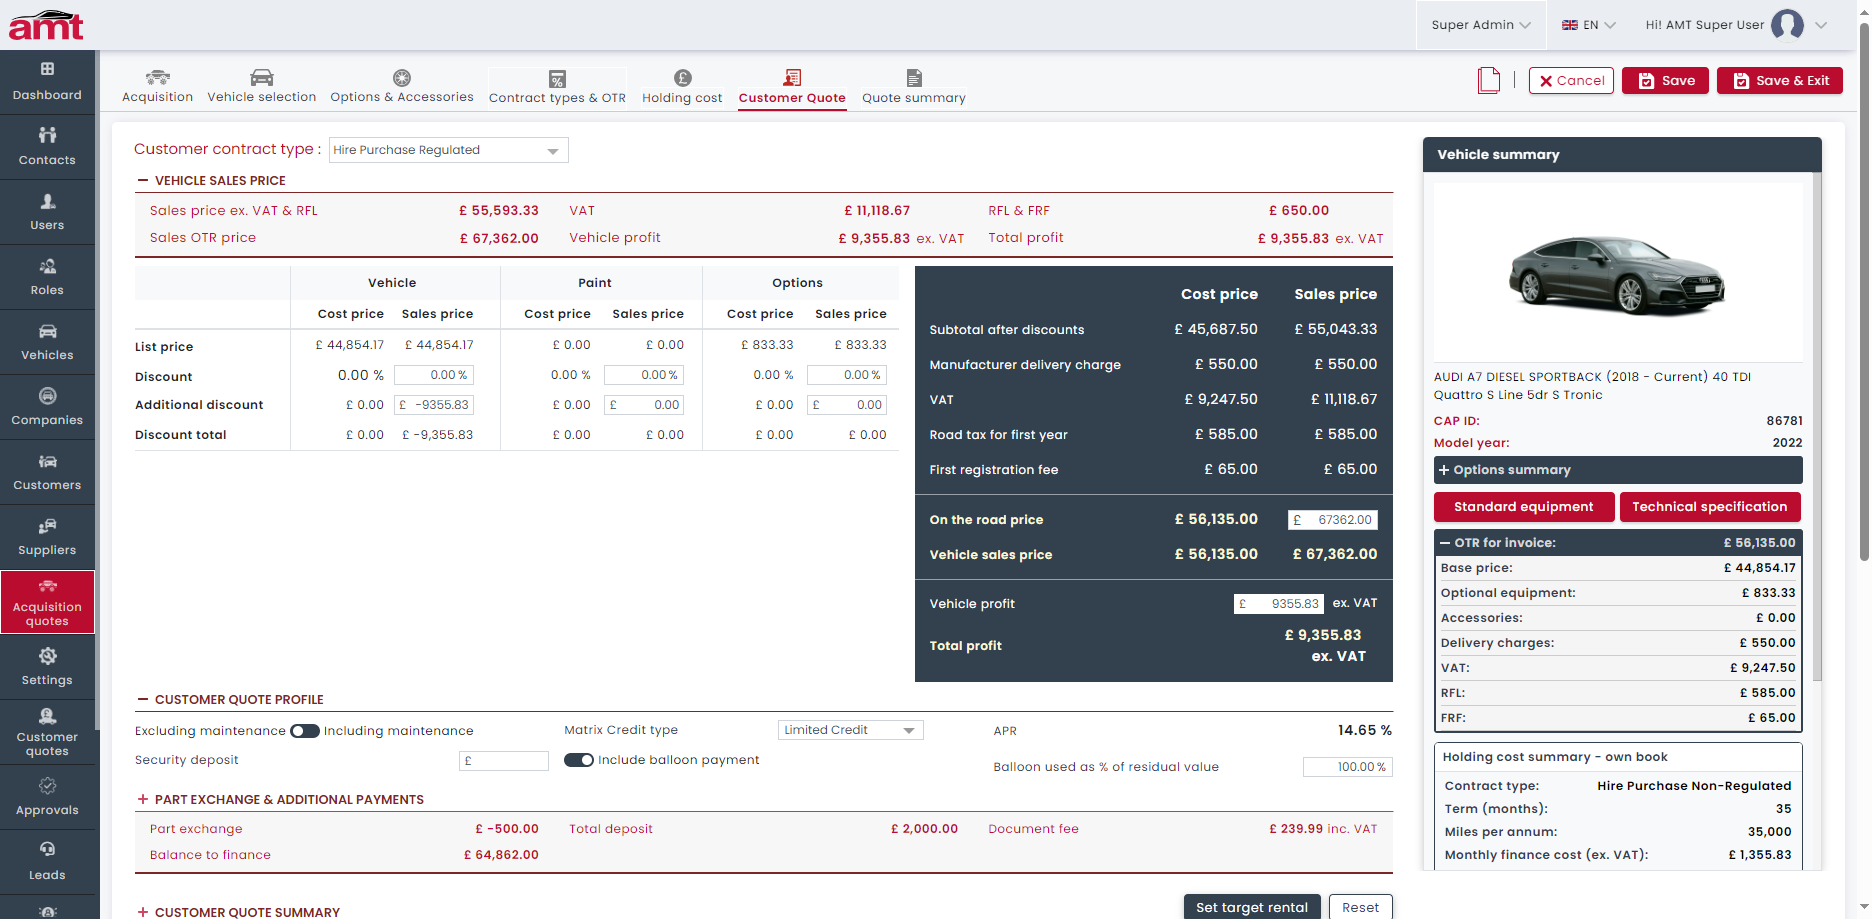 amt
Super Admin
EN
Hi! AMT Super User
Dashboard
Contacts
Users
Roles
Vehicles
Companies
Customers
Suppliers
Acquisition
quotes
Settings
Customer
quotes
Approvals
Leads
Acquisition
Vehicle selection
Options & Accessories
Contract types & OTR
Holding cost
Customer Quote
Quote summary
Cancel
Save
Save & Exit
Customer contract type : Hire Purchase Regulated
VEHICLE SALES PRICE
Sales price ex. VAT & RFL £ 55,593.33 VAT £ 11,118.67 RFL & FRF £ 650.00
Sales OTR price £ 67,362.00 Vehicle profit £ 9,355.83 ex. VAT Total profit £ 9,355.83 ex. VAT
Vehicle Paint Options
Cost price Sales price Cost price Sales price Cost price Sales price
List price £ 44,854.17 £ 44,854.17 £ 0.00 £ 0.00 £ 833.33 £ 833.33
Discount 0.00 % 0.00 % 0.00 % 0.00 % 0.00 % 0.00 %
Additional discount £ 0.00 £ -9355.83 £ 0.00 £ 0.00 £ 0.00 £ 0.00
Discount total £ 0.00 £ -9,355.83 £ 0.00 £ 0.00 £ 0.00 £ 0.00
Cost price Sales price
Subtotal after discounts £ 45,687.50 £ 55,043.33
Manufacturer delivery charge £ 550.00 £ 550.00
VAT £ 9,247.50 £ 11,118.67
Road tax for first year £ 585.00 £ 585.00
First registration fee £ 65.00 £ 65.00
On the road price £ 56,135.00 £ 67362.00
Vehicle sales price £ 56,135.00 £ 67,362.00
Vehicle profit £ 9355.83 ex. VAT
Total profit £ 9,355.83
ex. VAT
CUSTOMER QUOTE PROFILE
Excluding maintenance Including maintenance Matrix Credit type Limited Credit APR 14.65 %
Security deposit £ Include balloon payment Balloon used as % of residual value 100.00 %
PART EXCHANGE & ADDITIONAL PAYMENTS
Part exchange £ -500.00 Total deposit £ 2,000.00 Document fee £ 239.99 inc. VAT
Balance to finance £ 64,862.00
CUSTOMER QUOTE SUMMARY
Set target rental
Reset
Vehicle summary
AUDI A7 DIESEL SPORTBACK (2018 - Current) 40 TDI
Quattro S Line 5dr S Tronic
CAP ID: 86781
Model year: 2022
Options summary
Standard equipment
Technical specification
OTR for invoice: £ 56,135.00
Base price: £ 44,854.17
Optional equipment: £ 833.33
Accessories: £ 0.00
Delivery charges: £ 550.00
VAT: £ 9,247.50
RFL: £ 585.00
FRF: £ 65.00
Holding cost summary - own book
Contract type: Hire Purchase Non-Regulated
Term (months): 35
Miles per annum: 35,000
Monthly finance cost (ex. VAT): £ 1,355.83